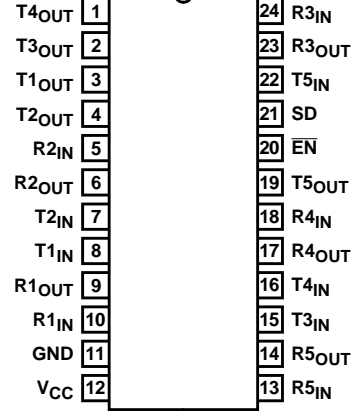 T4OUT 1 24 R3IN
T3OUT 2 23 R3OUT
T1OUT 3 22 T5IN
T2OUT 4 21 SD
R2IN 5 20 EN
R2OUT 6 19 T5OUT
T2IN 7 18 R4IN
T1IN 8 17 R4OUT
R1OUT 9 16 T4IN
R1IN 10 15 T3IN
GND 11 14 R5OUT
VCC 12 13 R5IN